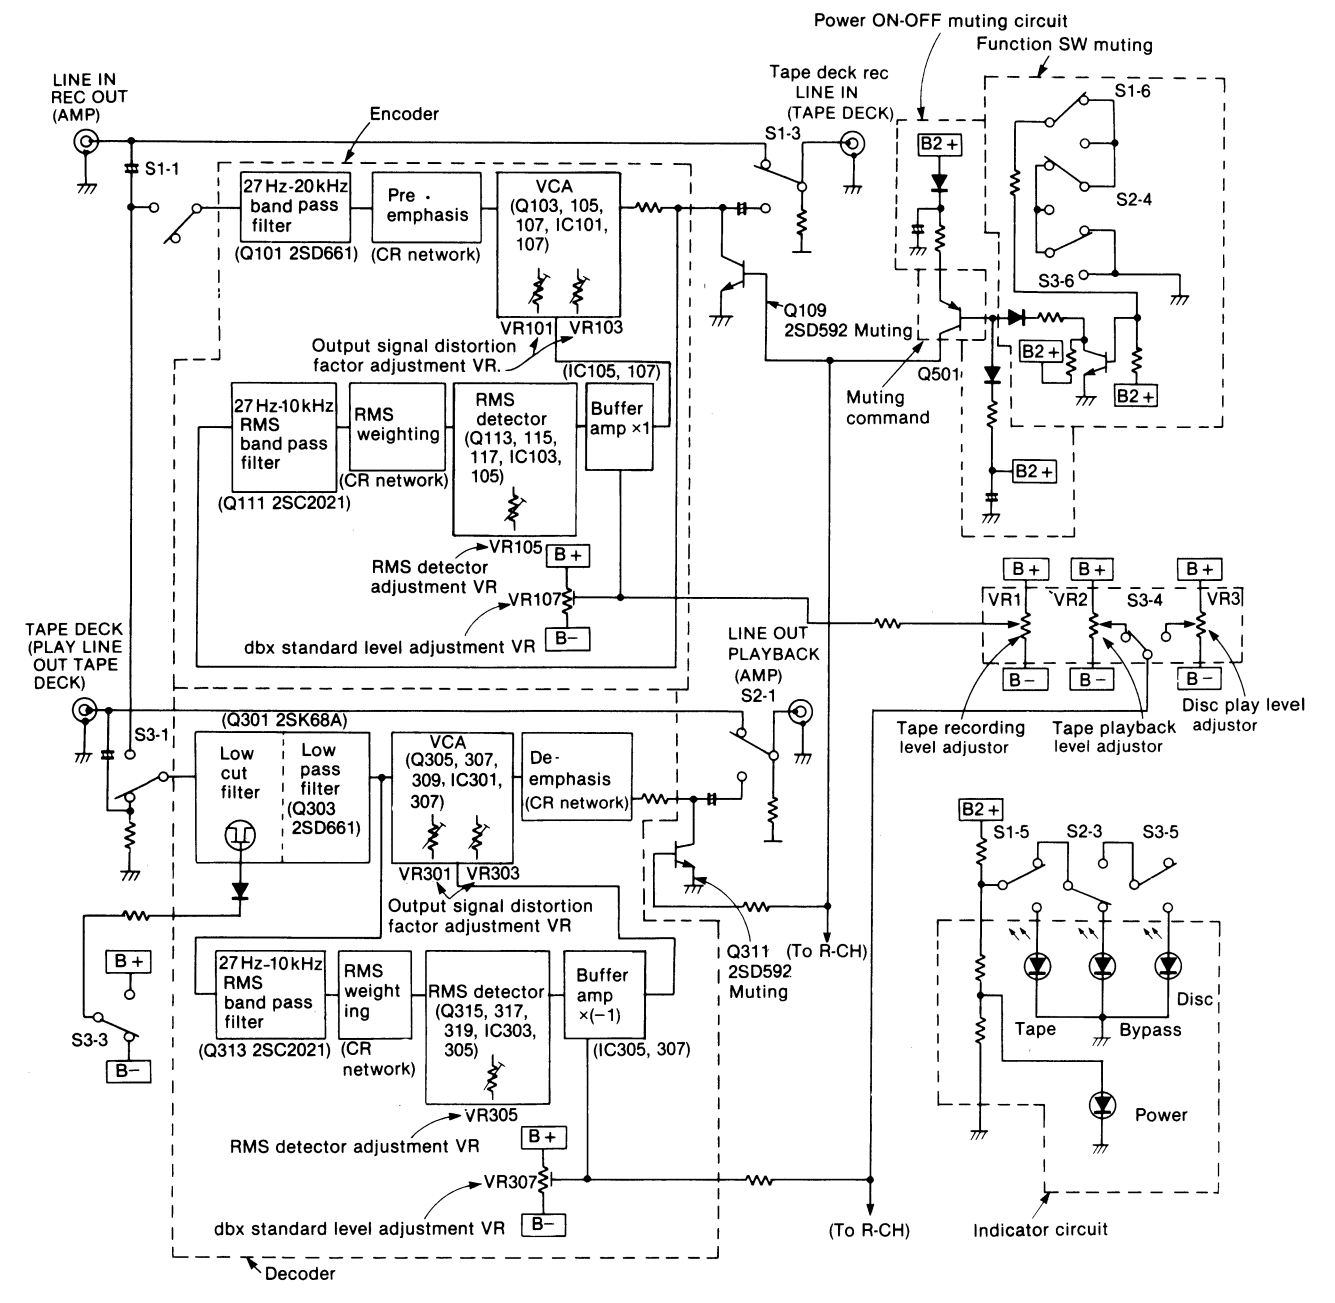 Power ON-OFF muting circuit
Function SW muting
LINE IN
REC OUT
(AMP)
Encoder
Tape deck rec
LINE IN
(TAPE DECK)
S1-3
S1-1
B2+
S1-6
S2-4
S3-6
27Hz-20kHz
band pass
filter
(Q101 2SD661)
Pre-
emphasis
(CR network)
VCA
(Q103, 105,
107, IC101,
107)
VR101
VR103
Output signal distortion
factor adjustment VR.
Q109
2SD592 Muting
Q501
Muting
command
B2+
B2+
B2+
(IC105, 107)
27Hz-10kHz
RMS
band pass
filter
(Q111 2SC2021)
RMS
weighting
(CR network)
RMS
detector
(Q113, 115,
117, IC103,
105)
Buffer
amp ×1
VR105
RMS detector
adjustment VR
B+
VR107
B-
dbx standard level adjustment VR
B+
B+
B+
VR1
VR2
S3-4
VR3
B-
B-
B-
Tape recording
level adjustor
Tape playback
level adjustor
Disc play level
adjustor
TAPE DECK
(PLAY LINE
OUT TAPE
DECK)
LINE OUT
PLAYBACK
(AMP)
S2-1
S3-1
(Q301 2SK68A)
Low
cut
filter
Low
pass
filter
(Q303
2SD661)
VCA
(Q305, 307,
309, IC301,
307)
De-
emphasis
(CR network)
VR301
VR303
Output signal distortion
factor adjustment VR
Q311
2SD592
Muting
(To R-CH)
B2+
S1-5
S2-3
S3-5
Tape
Bypass
Disc
Power
Indicator circuit
B+
S3-3
B-
27Hz-10kHz
RMS
band pass
filter
(Q313 2SC2021)
RMS
weight
ing
(CR
network)
RMS detector
(Q315, 317,
319, IC303,
305)
Buffer
amp
×(-1)
(IC305, 307)
VR305
RMS detector adjustment VR
B+
VR307
B-
dbx standard level adjustment VR
(To R-CH)
Decoder